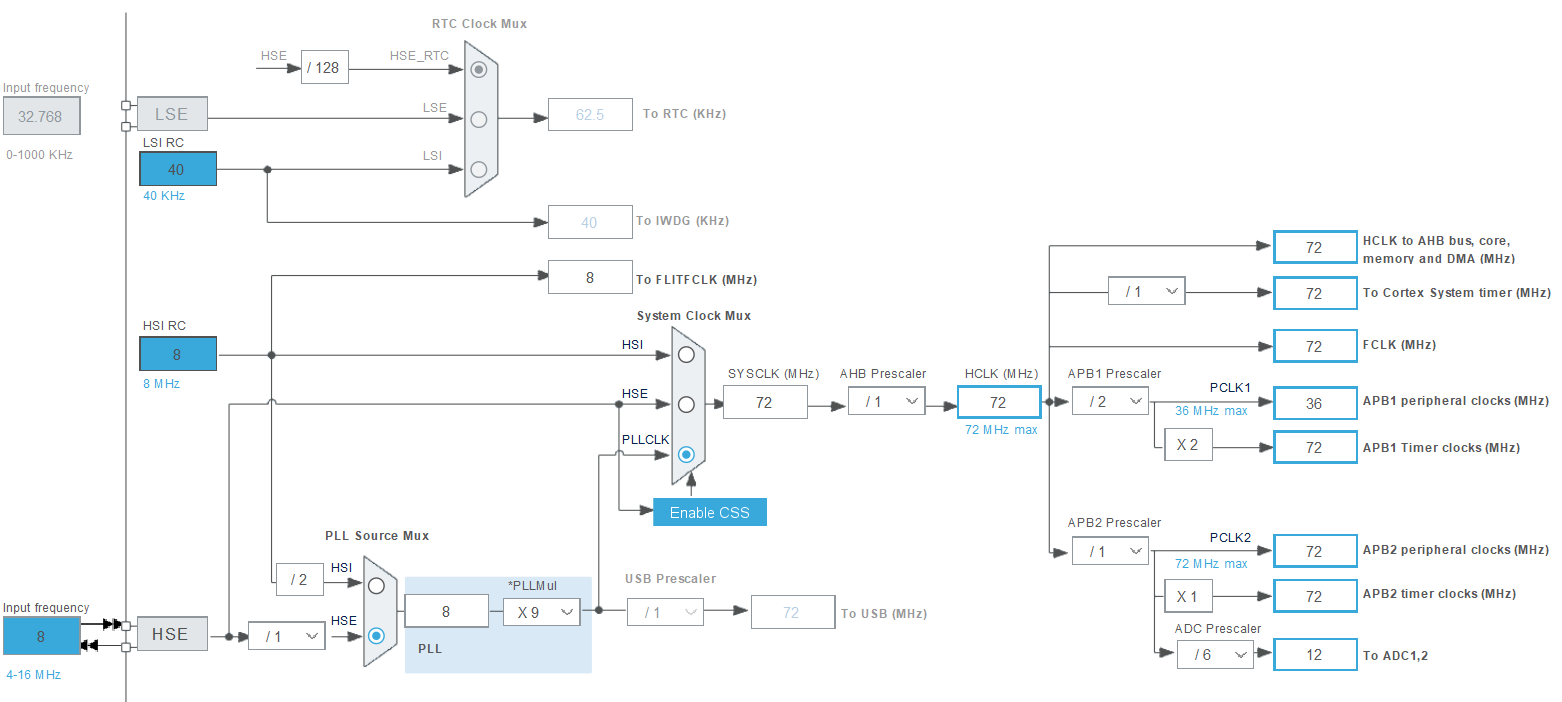 RTC Clock Mux
HSE
/ 128
HSE_RTC
Input frequency
32.768
0-1000 KHz
LSE
LSE
62.5
To RTC (KHz)
LSI RC
40
40 KHz
LSI
40
To IWDG (KHz)
8
To FLITFCLK (MHz)
HSI RC
8
8 MHz
System Clock Mux
HSI
HSE
PLLCLK
Enable CSS
SYSCLK (MHz)
72
AHB Prescaler
/ 1
HCLK (MHz)
72
72 MHz max
72
HCLK to AHB bus, core,
memory and DMA (MHz)
/ 1
72
To Cortex System timer (MHz)
72
FCLK (MHz)
APB1 Prescaler
/ 2
PCLK1
36 MHz max
36
APB1 peripheral clocks (MHz)
X 2
72
APB1 Timer clocks (MHz)
APB2 Prescaler
/ 1
PCLK2
72 MHz max
72
APB2 peripheral clocks (MHz)
X 1
72
APB2 timer clocks (MHz)
ADC Prescaler
/ 6
12
To ADC1,2
PLL Source Mux
/ 2
HSI
Input frequency
8
4-16 MHz
HSE
/ 1
HSE
8
*PLLMul
X 9
PLL
USB Prescaler
/ 1
72
To USB (MHz)